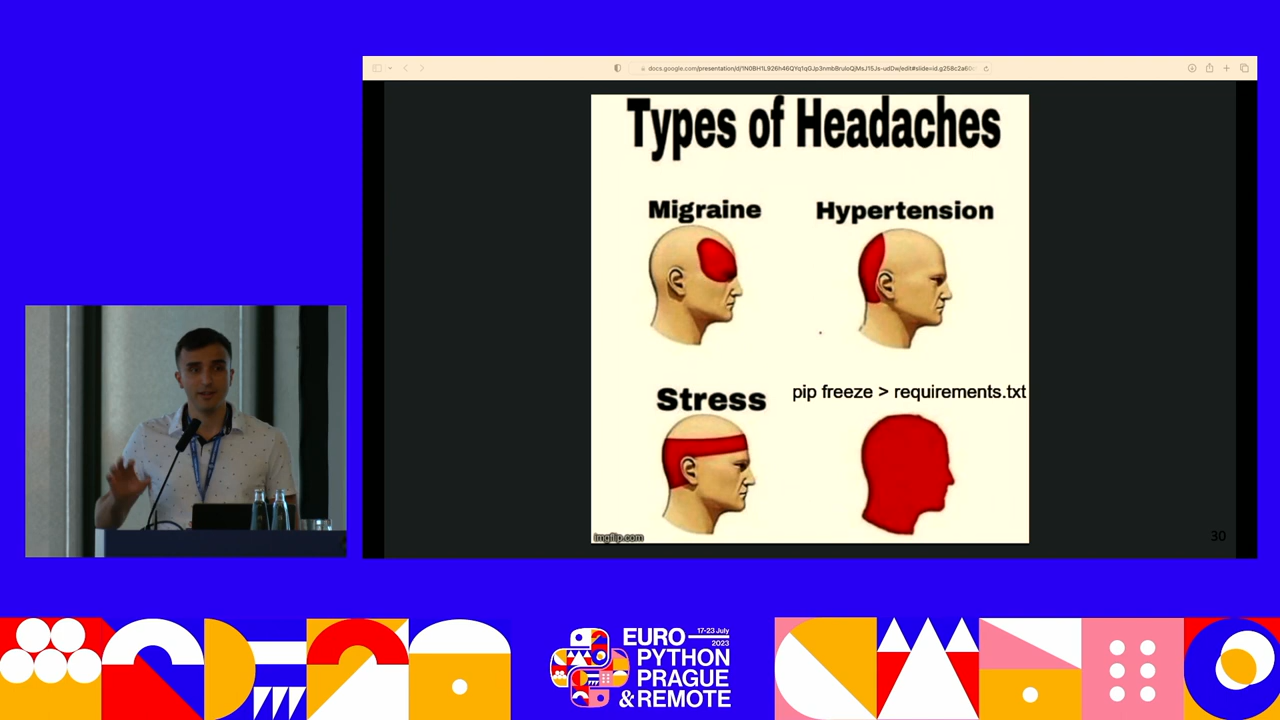 Types of Headaches
Migraine
Hypertension
Stress
pip freeze > requirements.txt
imgflip.com
30
EURO
17-23 July
2023
PYTHON
PRAGUE
& REMOTE